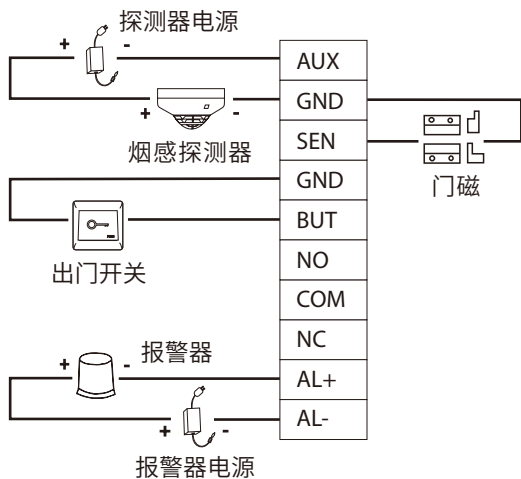 探测器电源
+ -
AUX
GND
+ -
SEN
烟感探测器
门磁
GND
BUT
出门开关
NO
COM
NC
报警器
+ -
AL+
AL-
+ -
报警器电源